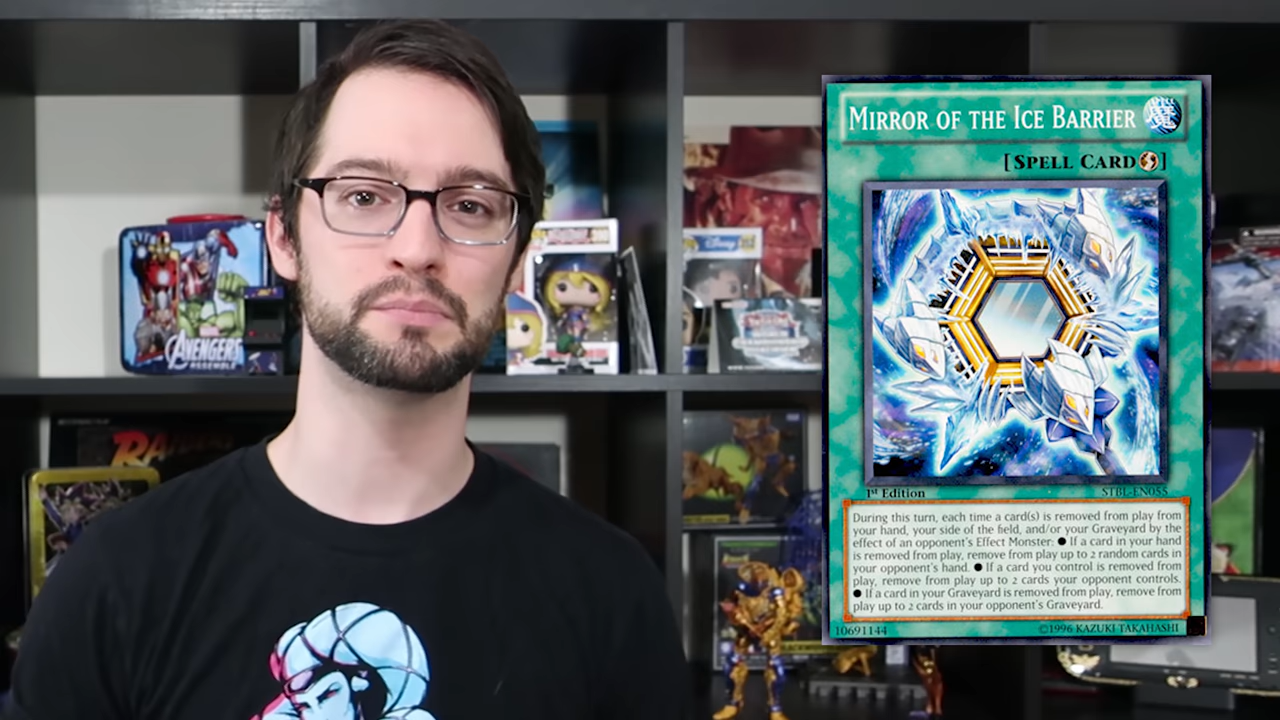 MIRROR OF THE ICE BARRIER
[SPELL CARD]
1st Edition
STBL-EN055
During this turn, each time a card(s) is removed from play from
your hand, your side of the field, and/or your Graveyard by the
effect of an opponent's Effect Monster: ● If a card in your hand
is removed from play, remove from play up to 2 random cards in
your opponent's hand. ● If a card you control is removed from
play, remove from play up to 2 cards your opponent controls.
● If a card in your Graveyard is removed from play, remove from
play up to 2 cards in your opponent's Graveyard.
10691144
©1996 KAZUKI TAKAHASHI
AVENGERS
ASSEMBLE
Disney